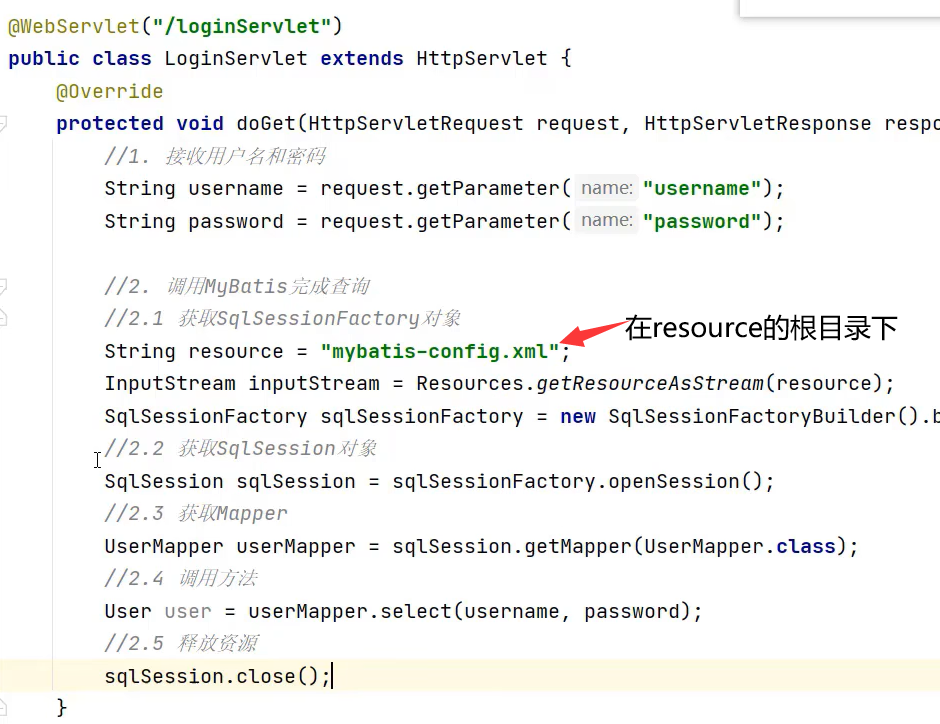 @WebServlet("/loginServlet")
public class LoginServlet extends HttpServlet {
@Override
protected void doGet(HttpServletRequest request, HttpServletResponse respo
//1. 接收用户名和密码
String username = request.getParameter( name: "username");
String password = request.getParameter( name: "password");
//2. 调用MyBatis完成查询
//2.1 获取SqlSessionFactory对象
String resource = "mybatis-config.xml";
在resource的根目录下
InputStream inputStream = Resources.getResourceAsStream(resource);
SqlSessionFactory sqlSessionFactory = new SqlSessionFactoryBuilder().b
//2.2 获取SqlSession对象
SqlSession sqlSession = sqlSessionFactory.openSession();
//2.3 获取Mapper
UserMapper userMapper = sqlSession.getMapper(UserMapper.class);
//2.4 调用方法
User user = userMapper.select(username, password);
//2.5 释放资源
sqlSession.close();
}